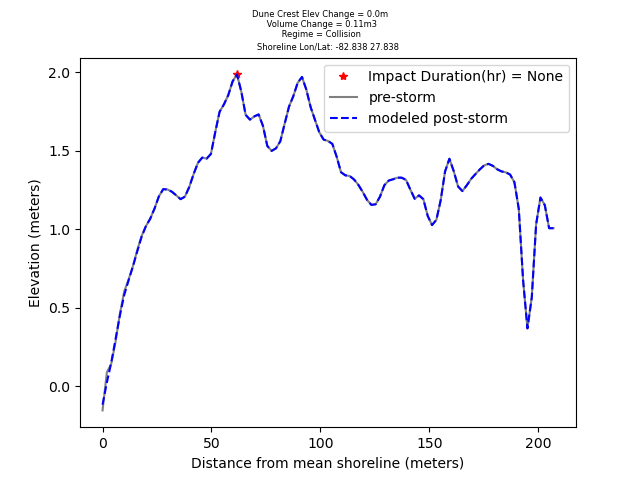 Dune Crest Elev Change = 0.0m
Volume Change = 0.11m3
Regime = Collision
Shoreline Lon/Lat: -82.838 27.838
Impact Duration(hr) = None
pre-storm
modeled post-storm
2.0
1.5
1.0
0.5
0.0
Elevation (meters)
0
50
100
150
200
Distance from mean shoreline (meters)